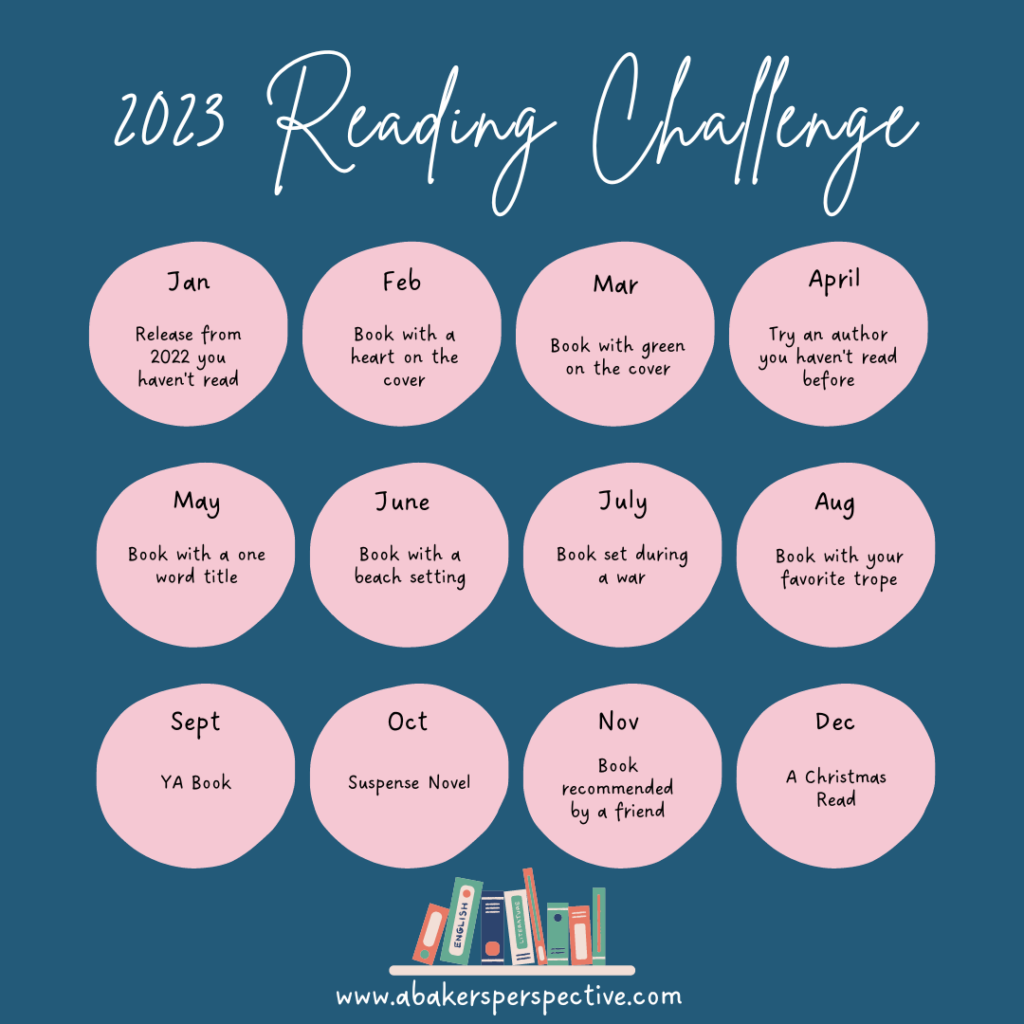 2023 Reading Challenge
Jan
Release from
2022 you
haven't read
Feb
Book with a
heart on the
cover
Mar
Book with green
on the cover
April
Try an author
you haven't read
before
May
Book with a one
word title
June
Book with a
beach setting
July
Book set during
a war
Aug
Book with your
favorite trope
Sept
YA Book
Oct
Suspense Novel
Nov
Book
recommended
by a friend
Dec
A Christmas
Read
ENGLISH
LITERATURE
www.abakersperspective.com